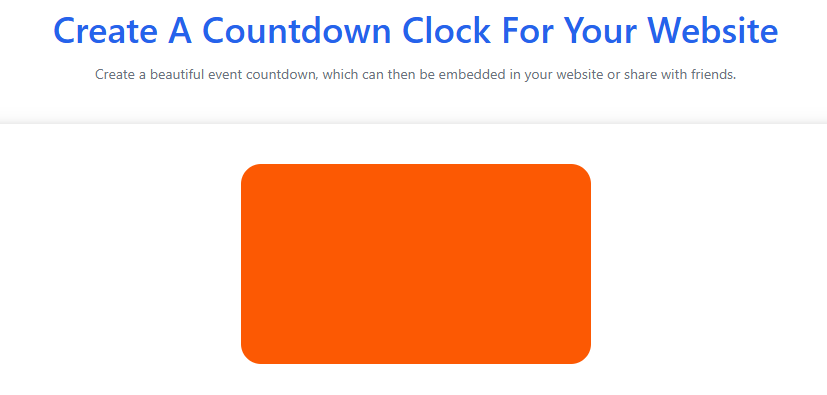 Create A Countdown Clock For Your Website
Create a beautiful event countdown, which can then be embedded in your website or share with friends.